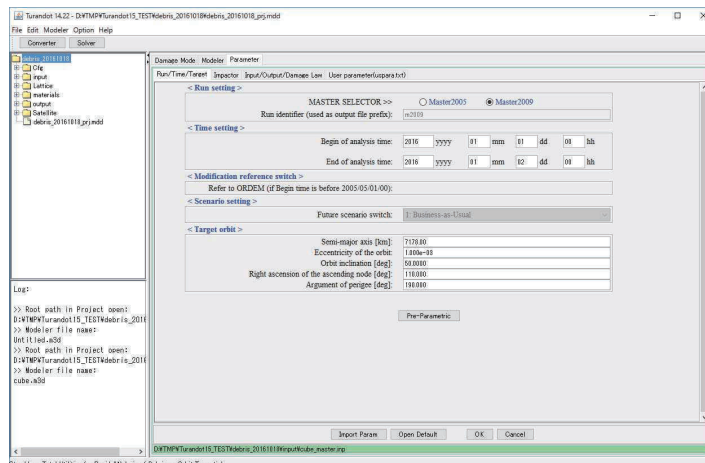 Turandot 14.22 - D:¥TMP¥Turandot15_TEST¥debris_20161018¥debris_20161018_prj.mdd
File Edit Modeler Option Help
Converter Solver
debris_20161018
Cfg
input
Lattice
materials
output
Satellite
debris_20161018_prj.mdd
Damage Mode Modeler Parameter
Run/Time/Target Impactor Input/Output/Damage Law User parameter(uspara.txt)
< Run setting >
MASTER SELECTOR >> Master2005 Master2009
Run identifier (used as output file prefix): m2009
< Time setting >
Begin of analysis time: 2016 yyyy 01 mm 01 dd 00 hh
End of analysis time: 2016 yyyy 01 mm 02 dd 00 hh
< Modification reference switch >
Refer to ORDEM (if Begin time is before 2005/05/01/00):
< Scenario setting >
Future scenario switch: 1: Business-as-Usual
< Target orbit >
Semi-major axis [km]: 7178.00
Eccentricity of the orbit: 1.000e-08
Orbit inclination [deg]:
Right ascension of the ascending node [deg]: 110.000
Argument of perigee [deg]: 190.000
Pre-Parametric
Log:
>> Root path in Project open:
D:¥TMP¥Turandot15_TEST¥debris_2016
>> Modeler file name:
Untitled.m3d
>> Root path in Project open:
D:¥TMP¥Turandot15_TEST¥debris_2016
>> Modeler file name:
cube.m3d
Import Param Open Default OK Cancel
D:¥TMP¥Turandot15_TEST¥debris_20161018¥input¥cube_master.inp